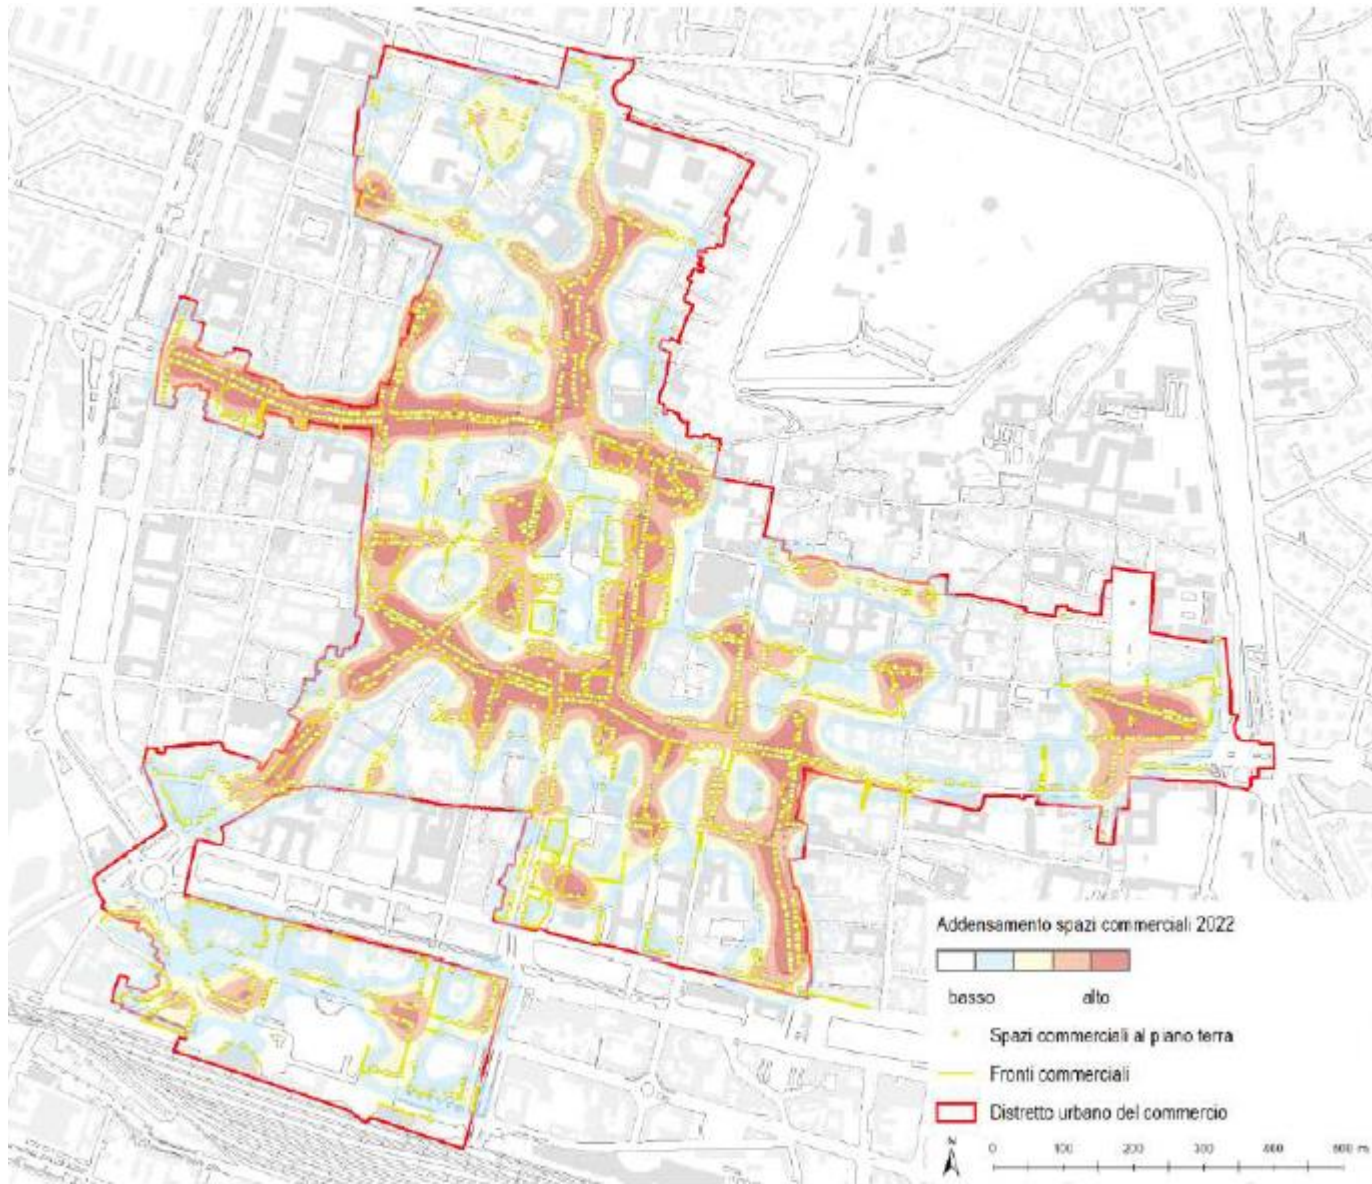 Addensamento spazi commerciali 2022
basso alto
Spazi commerciali al piano terra
Fronti commerciali
Distretto urbano del commercio
N
0 100 200 300 400 500 m